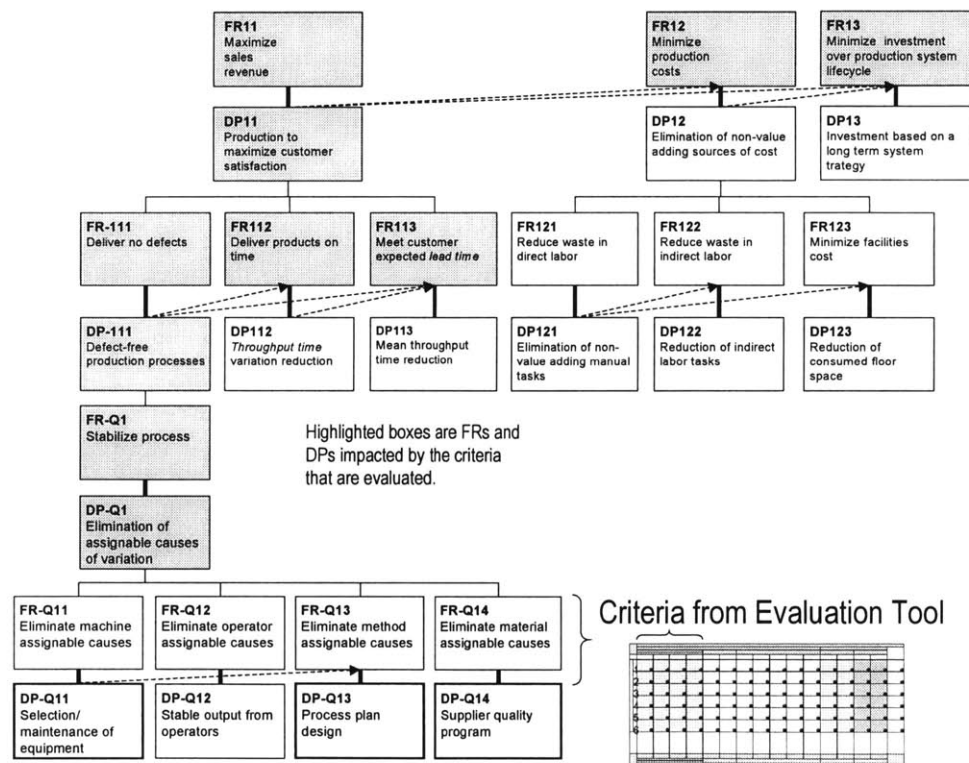 FR11
Maximize
sales
revenue
FR12
Minimize
production
costs
FR13
Minimize investment
over production system
lifecycle
DP11
Production to
maximize customer
satisfaction
DP12
Elimination of non-value
adding sources of cost
DP13
Investment based on a
long term system
trategy
FR-111
Deliver no defects
FR112
Deliver products on
time
FR113
Meet customer
expected lead time
FR121
Reduce waste in
direct labor
FR122
Reduce waste in
indirect labor
FR123
Minimize facilities
cost
DP-111
Defect-free
production processes
DP112
Throughput time
variation reduction
DP113
Mean throughput
time reduction
DP121
Elimination of non-
value adding manual
tasks
DP122
Reduction of indirect
labor tasks
DP123
Reduction of
consumed floor
space
FR-Q1
Stabilize process
Highlighted boxes are FRs and
DPs impacted by the criteria
that are evaluated.
DP-Q1
Elimination of
assignable causes
of variation
FR-Q11
Eliminate machine
assignable causes
FR-Q12
Eliminate operator
assignable causes
FR-Q13
Eliminate method
assignable causes
FR-Q14
Eliminate material
assignable causes
Criteria from Evaluation Tool
DP-Q11
Selection/
maintenance of
equipment
DP-Q12
Stable output from
operators
DP-Q13
Process plan
design
DP-Q14
Supplier quality
program
1
2
3
4
5
6